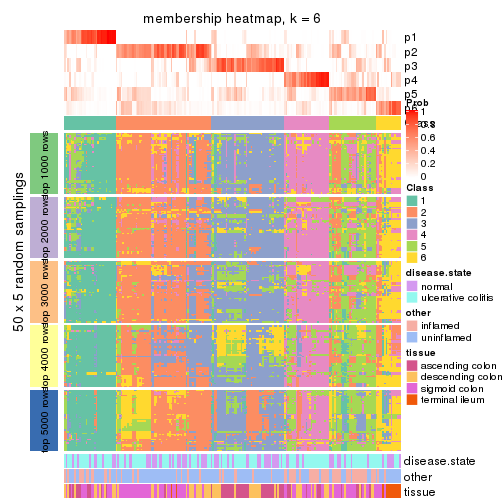 membership heatmap, k = 6
p1
p2
p3
p4
p5
p6
Prob
1
0.8
0.6
0.4
0.2
0
Class
1
2
3
4
5
6
disease.state
normal
ulcerative colitis
other
inflamed
uninflamed
tissue
ascending colon
descending colon
sigmoid colon
terminal ileum
50 x 5 random samplings
top 1000 rows
top 2000 rows
top 3000 rows
top 4000 rows
top 5000 rows
disease.state
other
tissue